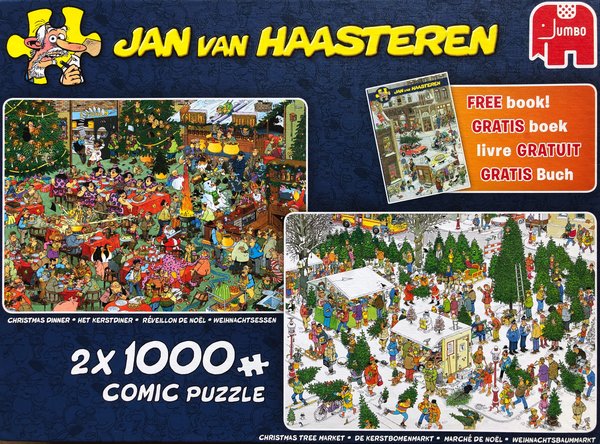 JAN VAN HAASTEREN
JUMBO
JAN VAN HAASTEREN
FREE book!
GRATIS boek
livre GRATUIT
GRATIS Buch
CHRISTMAS DINNER • HET KERSTDINER • RÉVEILLON DE NOËL • WEIHNACHTSESSEN
2X 1000
COMIC PUZZLE
CHRISTMAS TREE MARKET • DE KERSTBOMENMARKT • MARCHÉ DE NOËL • WEIHNACHTSBAUMMARKT